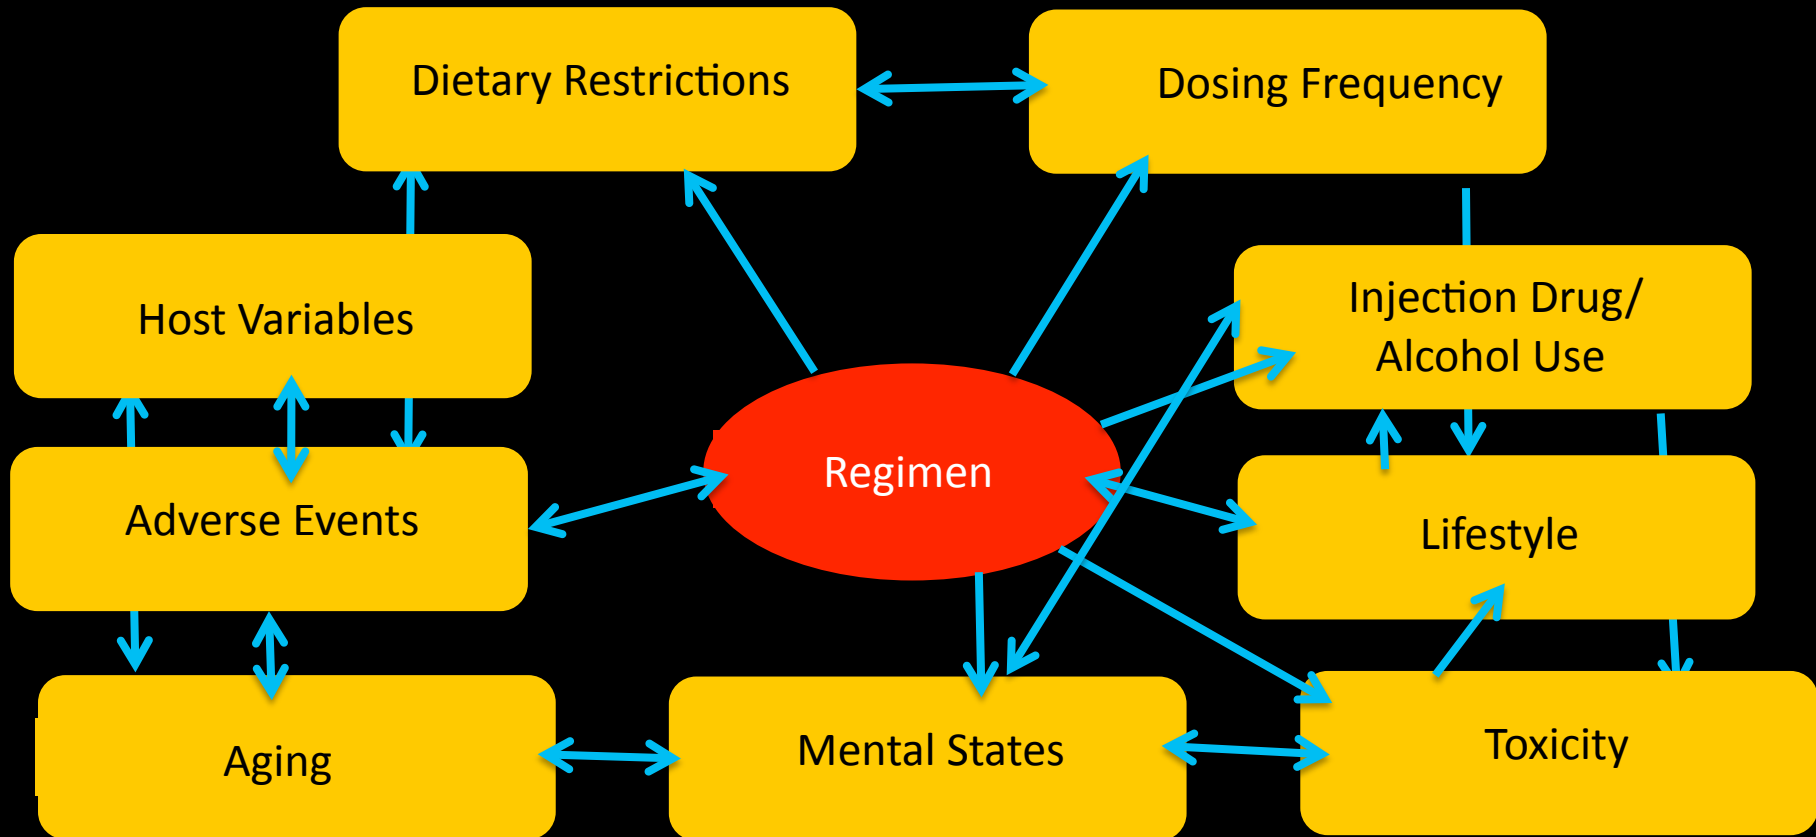 Dietary Restrictions
Dosing Frequency
Host Variables
Injection Drug/
Alcohol Use
Regimen
Adverse Events
Lifestyle
Aging
Mental States
Toxicity